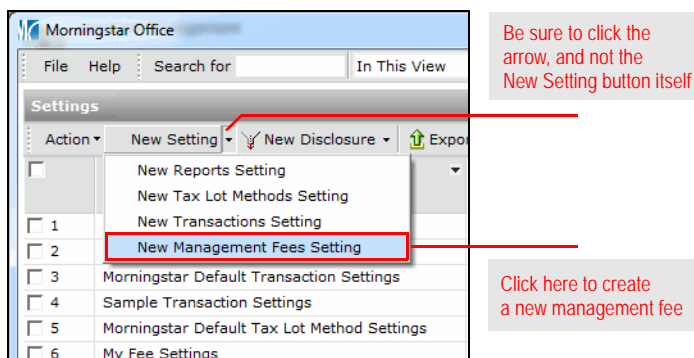 Morningstar Office
File Help Search for In This View
Settings
Action New Setting New Disclosure Expor
New Reports Setting
New Tax Lot Methods Setting
New Transactions Setting
New Management Fees Setting
1
2
3 Morningstar Default Transaction Settings
4 Sample Transaction Settings
5 Morningstar Default Tax Lot Method Settings
6 My Fee Settings
Be sure to click the
arrow, and not the
New Setting button itself
Click here to create
a new management fee